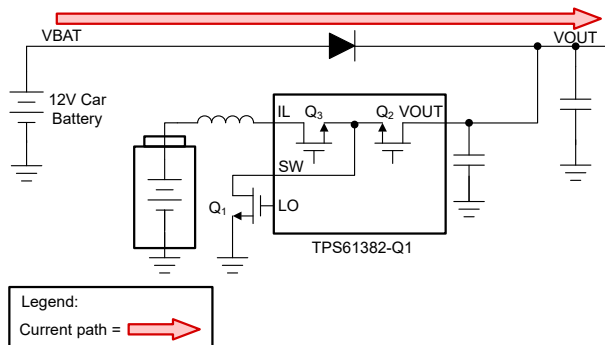 VBAT
VOUT
12V Car
Battery
IL
Q3
Q2
VOUT
SW
Q1
LO
TPS61382-Q1
Legend:
Current path =